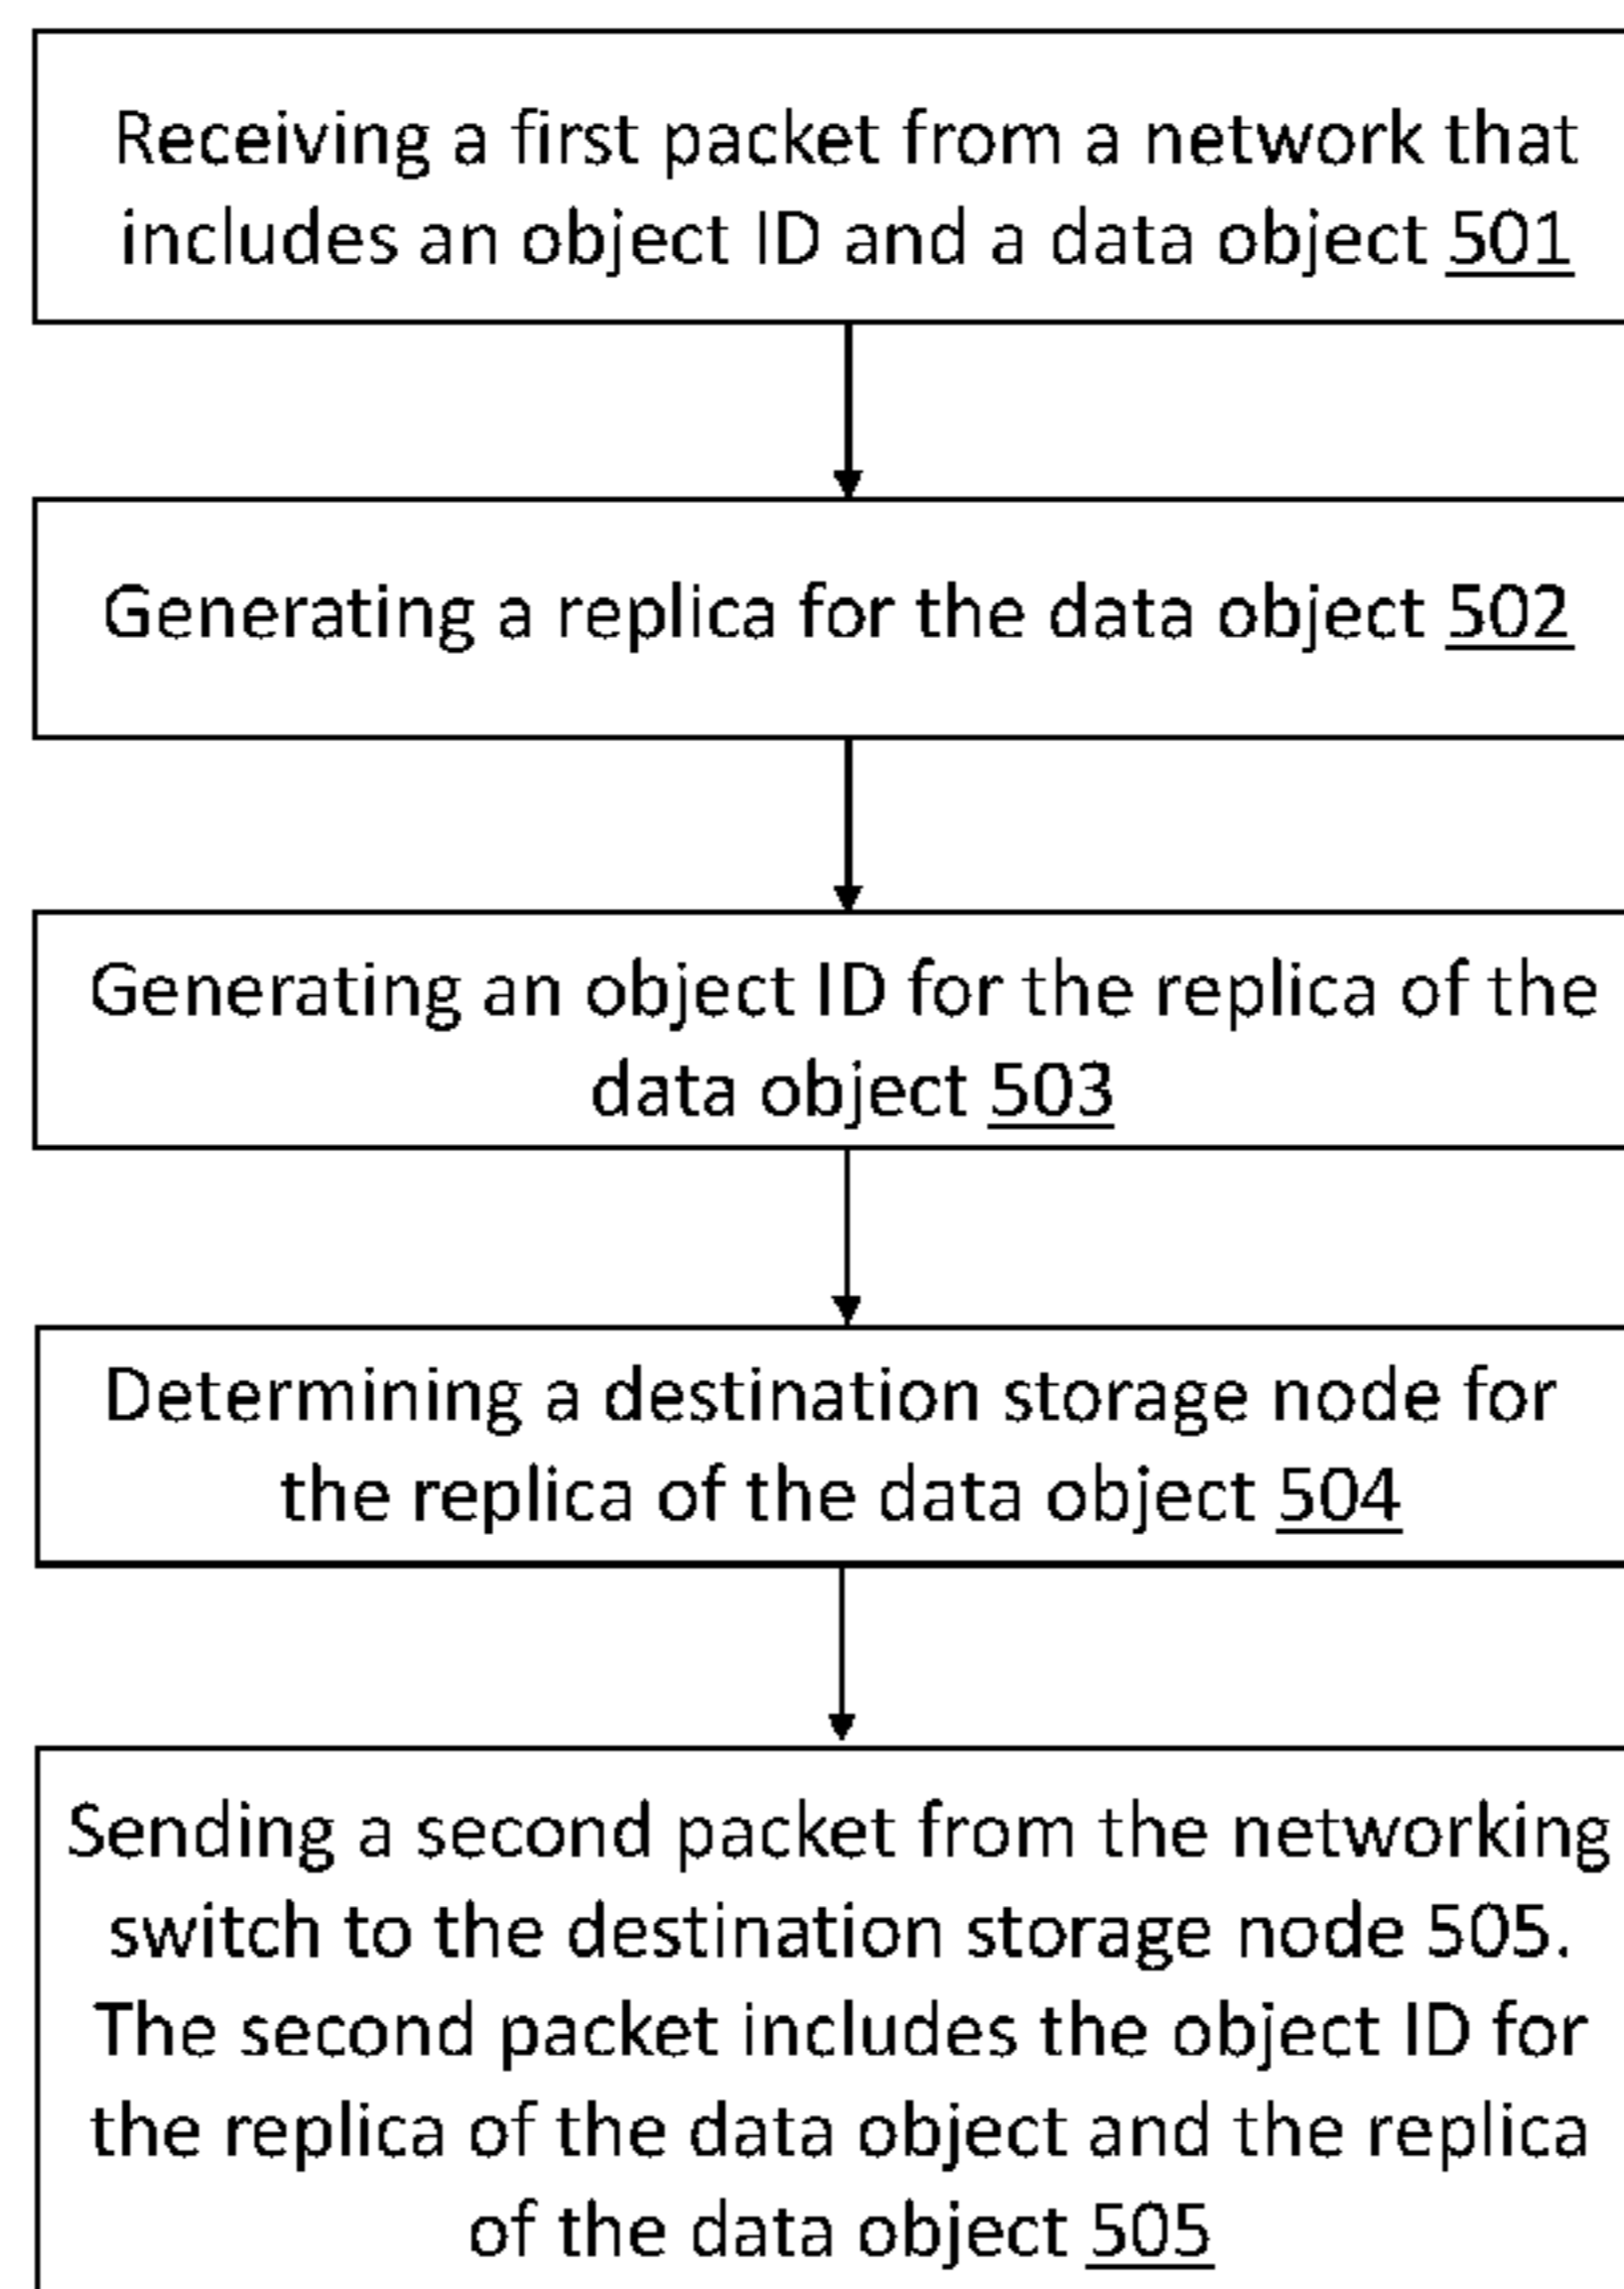 Receiving a first packet from a network that
includes an object ID and a data object 501
Generating a replica for the data object 502
Generating an object ID for the replica of the
data object 503
Determining a destination storage node for
the replica of the data object 504
Sending a second packet from the networking
switch to the destination storage node 505.
The second packet includes the object ID for
the replica of the data object and the replica
of the data object 505